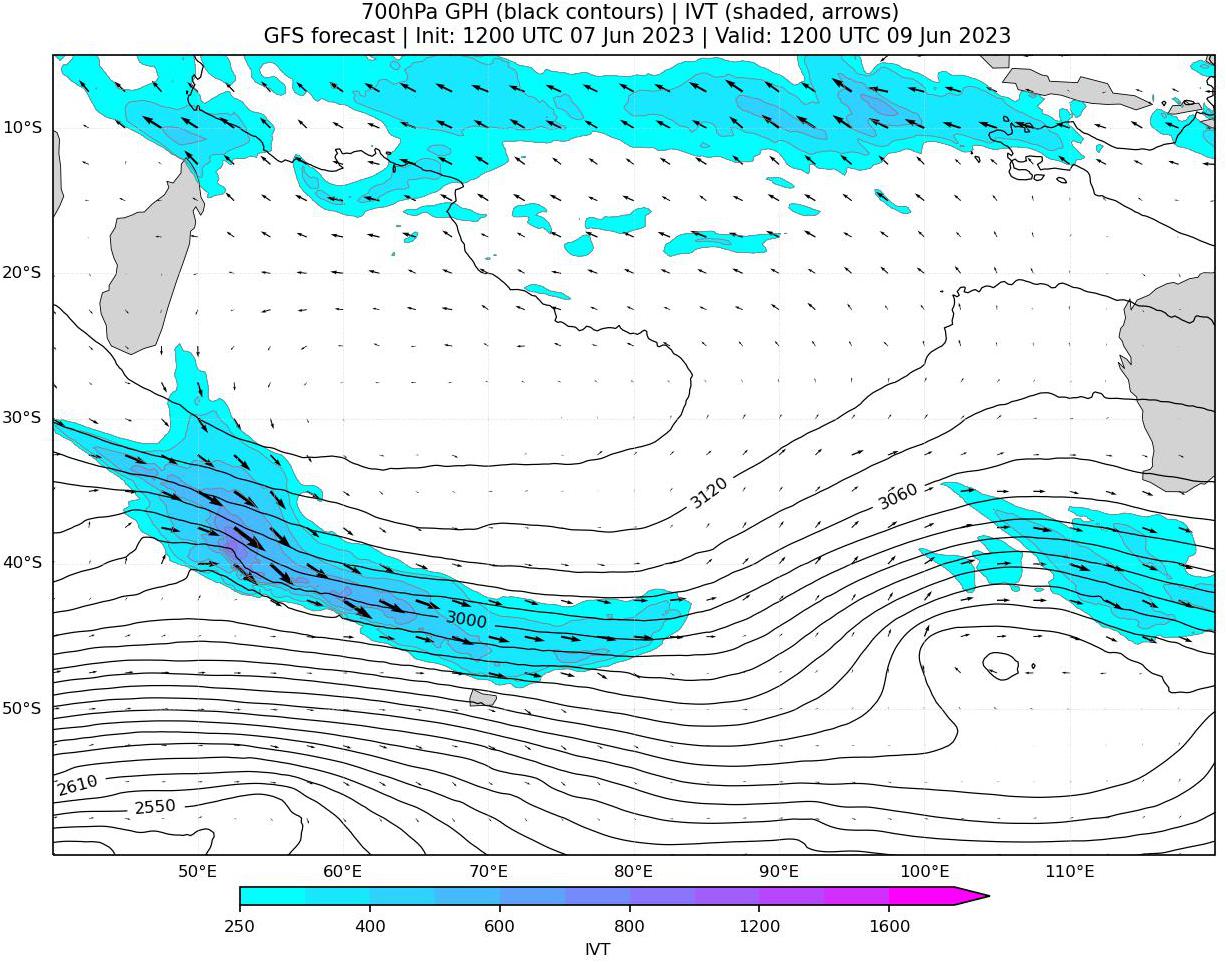 700hPa GPH (black contours) | IVT (shaded, arrows)
GFS forecast | Init: 1200 UTC 07 Jun 2023 | Valid: 1200 UTC 09 Jun 2023
10°S
20°S
30°S
3120
3060
40°S
3000
50°S
2610
2550
50°E 60°E 70°E 80°E 90°E 100°E 110°E
250 400 600 800 1200 1600
IVT